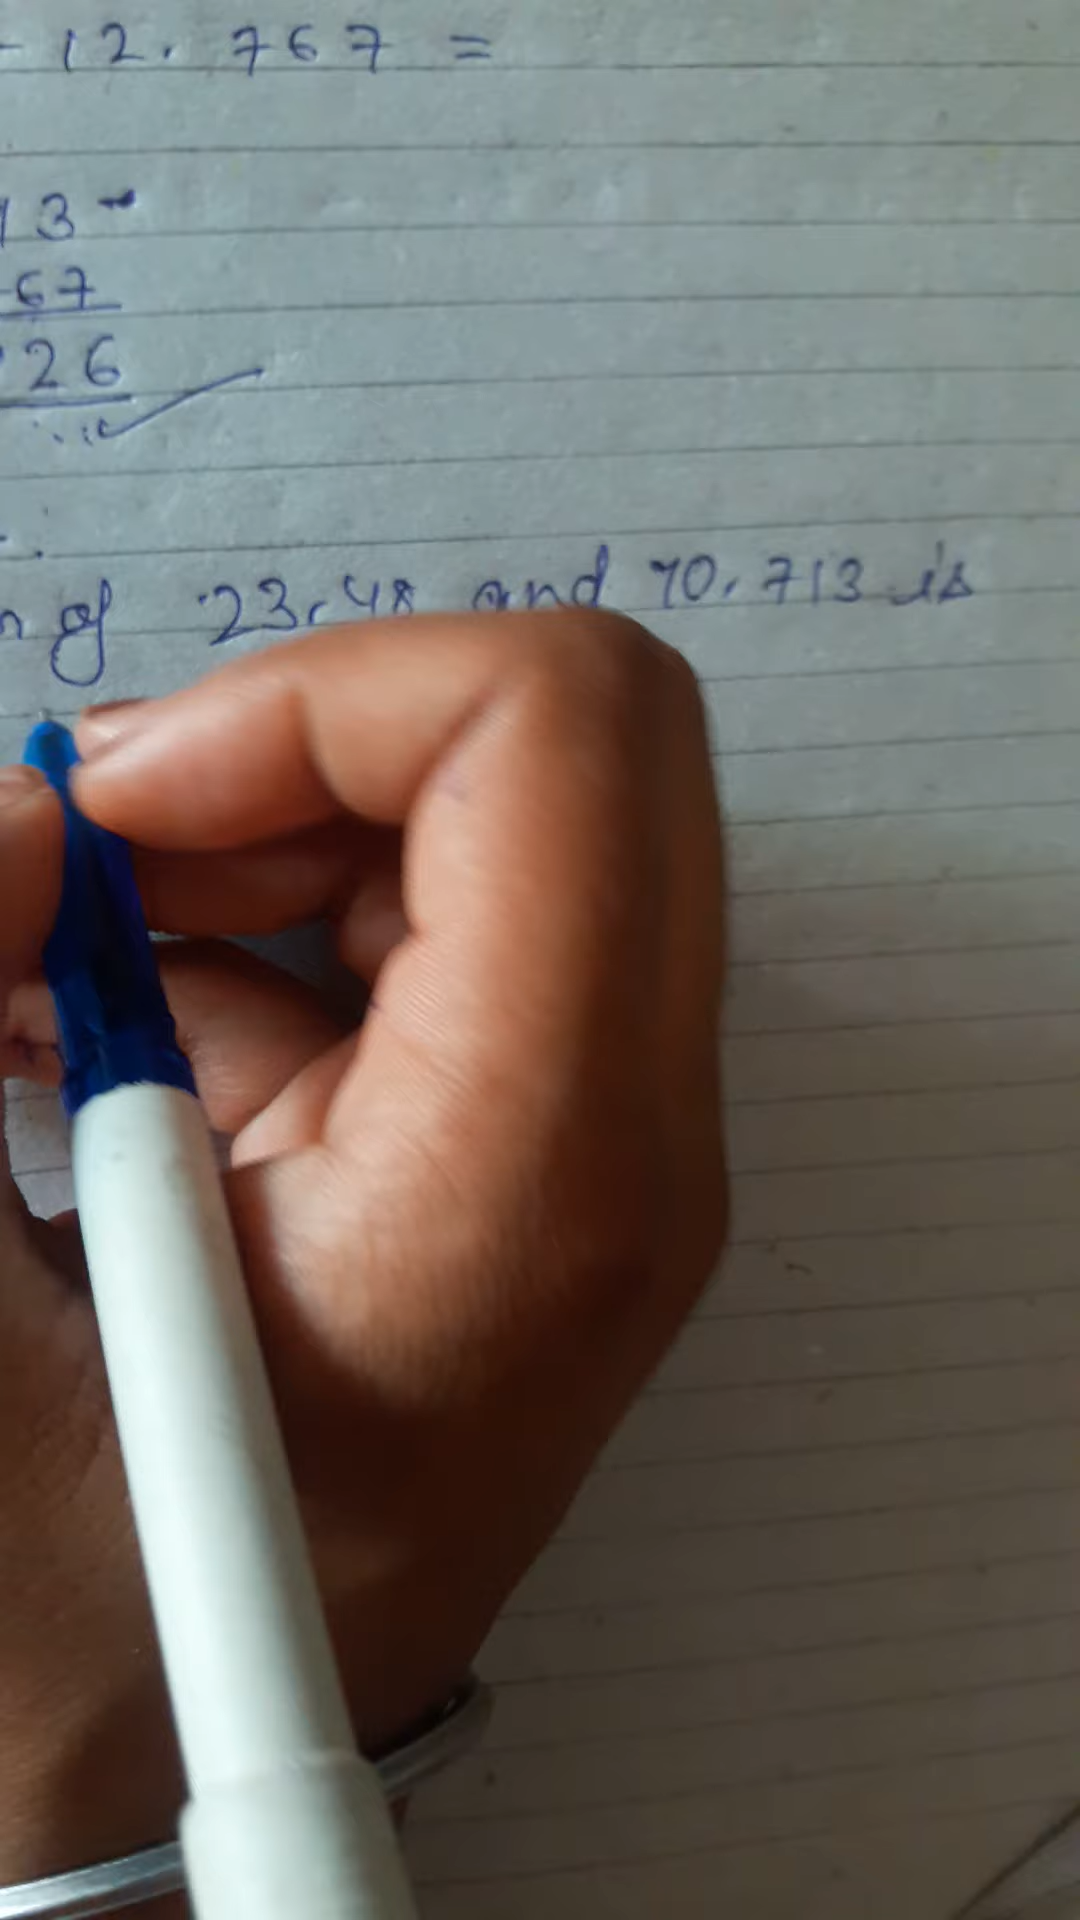 - 12.767 =
13-
67
26
of 23.48 and 70.713 is